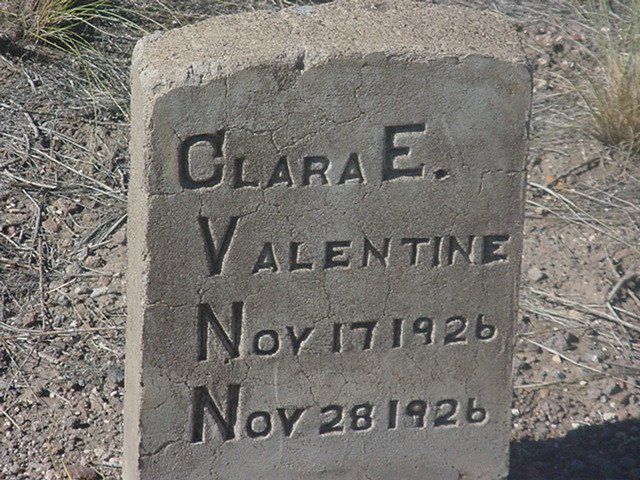 Clara E.
Valentine
Nov 17 1926
Nov 28 1926